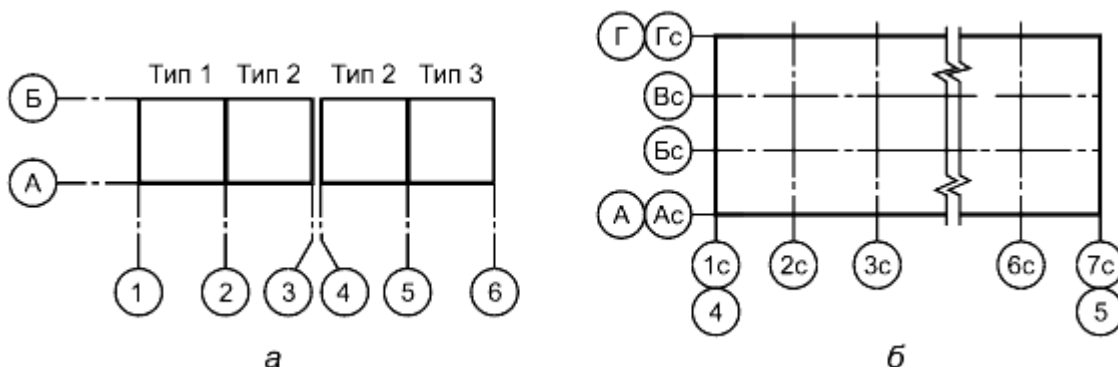 Тип 1 Тип 2 Тип 2 Тип 3
Б
А
1 2 3 4 5 6
а
Г Гс
Вс
Бс
А Ас
1с 2с 3с 6с 7с
4 5
б